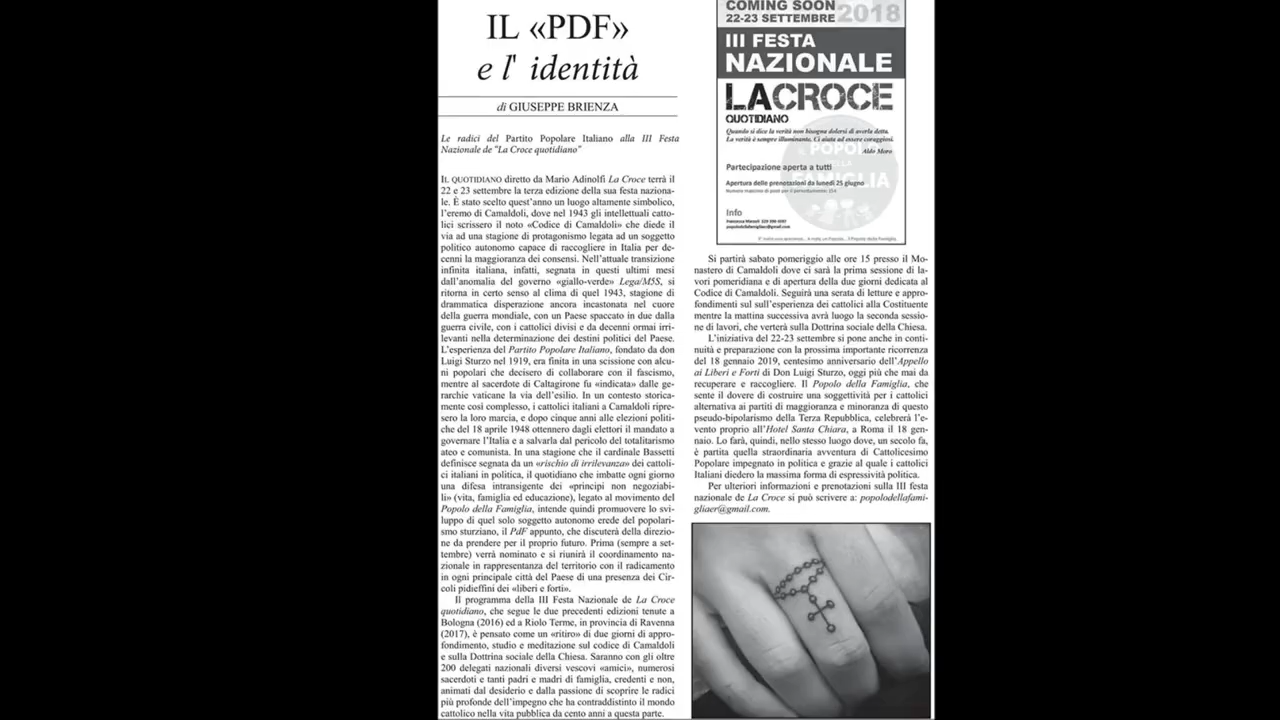 IL «PDF»
e l' identità
di GIUSEPPE BRIENZA
Le radici del Partito Popolare Italiano alla III Festa
Nazionale de "La Croce quotidiano"
IL QUOTIDIANO diretto da Mario Adinolfi La Croce terrà il
22 e 23 settembre la terza edizione della sua festa naziona-
le. È stato scelto quest'anno un luogo altamente simbolico,
l'eremo di Camaldoli, dove nel 1943 gli intellettuali catto-
lici scrissero il noto «Codice di Camaldoli» che diede il
via ad una stagione di protagonismo legata ad un soggetto
politico autonomo capace di raccogliere in Italia per de-
cenni la maggioranza dei consensi. Nell'attuale transizione
infinita italiana, infatti, segnata in questi ultimi mesi
dall'anomalia del governo «giallo-verde» Lega/M5S, si
ritorna in certo senso al clima di quel 1943, stagione di
drammatica disperazione ancora incastonata nel cuore
della guerra mondiale, con un Paese spaccato in due dalla
guerra civile, con i cattolici divisi e da decenni ormai irri-
levanti nella determinazione dei destini politici del Paese.
L'esperienza del Partito Popolare Italiano, fondato da don
Luigi Sturzo nel 1919, era finita in una scissione con alcu-
ni popolari che decisero di collaborare con il fascismo,
mentre al sacerdote di Caltagirone fu «indicata» dalle ge-
rarchie vaticane la via dell'esilio. In un contesto storica-
mente così complesso, i cattolici italiani a Camaldoli ripre-
sero la loro marcia, e dopo cinque anni alle elezioni politi-
che del 18 aprile 1948 ottennero dagli elettori il mandato a
governare l'Italia e a salvarla dal pericolo del totalitarismo
ateo e comunista. In una stagione che il cardinale Bassetti
definisce segnata da un «rischio di irrilevanza» dei cattoli-
ci italiani in politica, il quotidiano che imbatte ogni giorno
una difesa intransigente dei «principi non negoziabi-
li» (vita, famiglia ed educazione), legato al movimento del
Popolo della Famiglia, intende quindi promuovere lo svi-
luppo di quel solo soggetto autonomo erede del popolari-
smo sturziano, il PdF appunto, che discuterà della direzio-
ne da prendere per il proprio futuro. Prima (sempre a set-
tembre) verrà nominato e si riunirà il coordinamento na-
zionale in rappresentanza del territorio con il radicamento
in ogni principale città del Paese di una presenza dei Cir-
coli pidieffini dei «liberi e forti».
Il programma della III Festa Nazionale de La Croce
quotidiano, che segue le due precedenti edizioni tenute a
Bologna (2016) ed a Riolo Terme, in provincia di Ravenna
(2017), è pensato come un «ritiro» di due giorni di appro-
fondimento, studio e meditazione sul codice di Camaldoli
e sulla Dottrina sociale della Chiesa. Saranno con gli oltre
200 delegati nazionali diversi vescovi «amici», numerosi
sacerdoti e tanti padri e madri di famiglia, credenti e non,
animati dal desiderio e dalla passione di scoprire le radici
più profonde dell'impegno che ha contraddistinto il mondo
cattolico nella vita pubblica da cento anni a questa parte.
COMING SOON
22-23 SETTEMBRE 2018
III FESTA
NAZIONALE
LACROCE
QUOTIDIANO
Quando si dice la verità non bisogna dolersi di averla detta.
La verità è sempre illuminante. Ci aiuta ad essere coraggiosi.
Aldo Moro
POPOLO
DELLA
FAMIGLIA
Partecipazione aperta a tutti
Apertura delle prenotazioni da lunedì 25 giugno
Info
Si partirà sabato pomeriggio alle ore 15 presso il Mo-
nastero di Camaldoli dove ci sarà la prima sessione di la-
vori pomeridiana e di apertura della due giorni dedicata al
Codice di Camaldoli. Seguirà una serata di letture e appro-
fondimenti sul sull'esperienza dei cattolici alla Costituente
mentre la mattina successiva avrà luogo la seconda sessio-
ne di lavori, che verterà sulla Dottrina sociale della Chiesa.
L'iniziativa del 22-23 settembre si pone anche in conti-
nuità e preparazione con la prossima importante ricorrenza
del 18 gennaio 2019, centesimo anniversario dell'Appello
ai Liberi e Forti di Don Luigi Sturzo, oggi più che mai da
recuperare e raccogliere. Il Popolo della Famiglia, che
sente il dovere di costruire una soggettività per i cattolici
alternativa ai partiti di maggioranza e minoranza di questo
pseudo-bipolarismo della Terza Repubblica, celebrerà l'e-
vento proprio all'Hotel Santa Chiara, a Roma il 18 gen-
naio. Lo farà, quindi, nello stesso luogo dove, un secolo fa,
è partita quella straordinaria avventura di Cattolicesimo
Popolare impegnato in politica e grazie al quale i cattolici
Italiani diedero la massima forma di espressività politica.
Per ulteriori informazioni e prenotazioni sulla III festa
nazionale de La Croce si può scrivere a: popolodellafami-
gliaer@gmail.com.